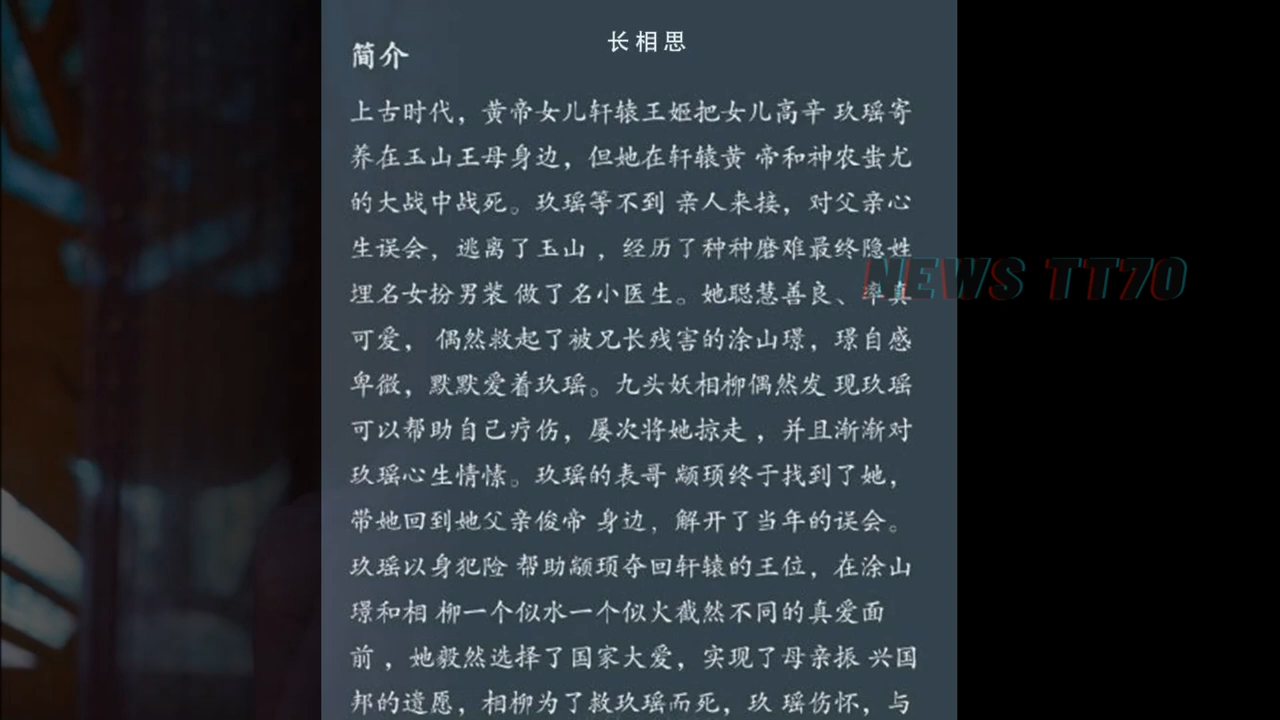 长相思
简介
上古时代，黄帝女儿轩辕王姬把女儿高辛 玖瑶寄
养在玉山王母身边，但她在轩辕黄 帝和神农蚩尤
的大战中战死。玖瑶等不到 亲人来接，对父亲心
生误会，逃离了玉山 ，经历了种种磨难最终隐姓
埋名女扮男装 做了名小医生。她聪慧善良、率真
可爱， 偶然救起了被兄长残害的涂山璟，璟自感
卑微，默默爱着玖瑶。九头妖相柳偶然发 现玖瑶
可以帮助自己疗伤，屡次将她掠走 ，并且渐渐对
玖瑶心生情愫。玖瑶的表哥 颛顼终于找到了她，
带她回到她父亲俊帝 身边，解开了当年的误会。
玖瑶以身犯险 帮助颛顼夺回轩辕的王位，在涂山
璟和相 柳一个似水一个似火截然不同的真爱面
前 ，她毅然选择了国家大爱，实现了母亲振 兴国
邦的遗愿，相柳为了救玖瑶而死，玖 瑶伤怀，与
NEWS TT70